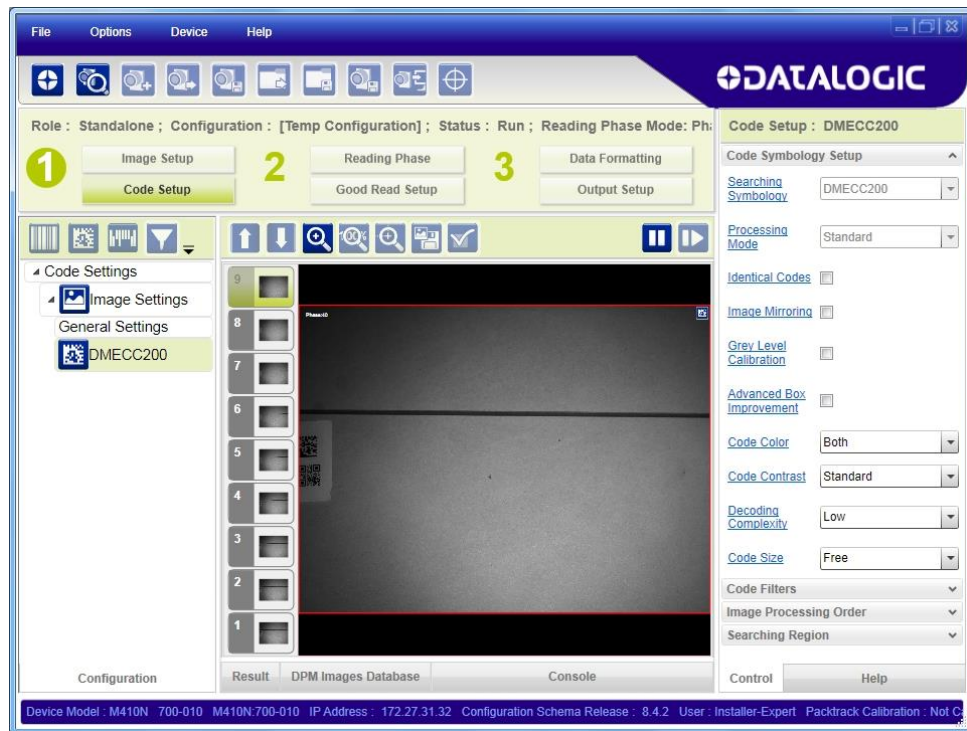 File Options Device Help
DATALOGIC
Role : Standalone ; Configuration : [Temp Configuration] ; Status : Run ; Reading Phase Mode: Pha
Code Setup : DMECC200
1 Image Setup 2 Reading Phase 3 Data Formatting
Code Setup Good Read Setup Output Setup
Code Symbology Setup
Searching Symbology DMECC200
Processing Mode Standard
Identical Codes
Image Mirroring
Grey Level Calibration
Advanced Box Improvement
Code Color Both
Code Contrast Standard
Decoding Complexity Low
Code Size Free
Code Filters
Image Processing Order
Searching Region
Control Help
Code Settings
Image Settings
General Settings
DMECC200
Configuration
100%
9
8
7
6
5
4
3
2
1
Phase:40
Result DPM Images Database Console
Device Model : M410N 700-010 M410N:700-010 IP Address : 172.27.31.32 Configuration Schema Release : 8.4.2 User : Installer-Expert Packtrack Calibration : Not Ca